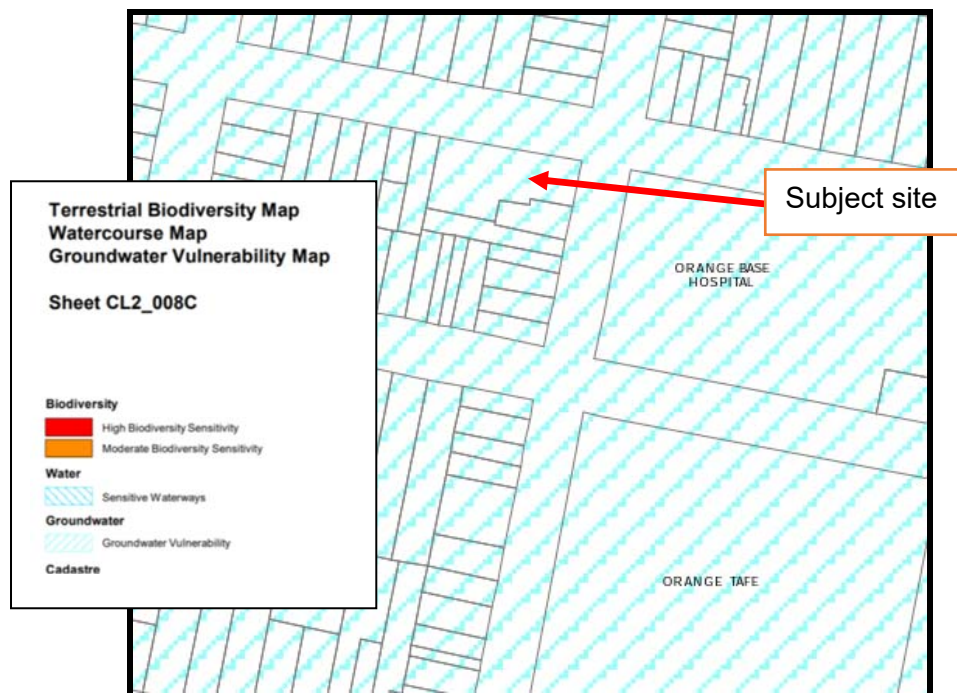 Subject site
Terrestrial Biodiversity Map
Watercourse Map
Groundwater Vulnerability Map
Sheet CL2_008C
Biodiversity
High Biodiversity Sensitivity
Moderate Biodiversity Sensitivity
Water
Sensitive Waterways
Groundwater
Groundwater Vulnerability
Cadastre
ORANGE BASE
HOSPITAL
ORANGE TAFE